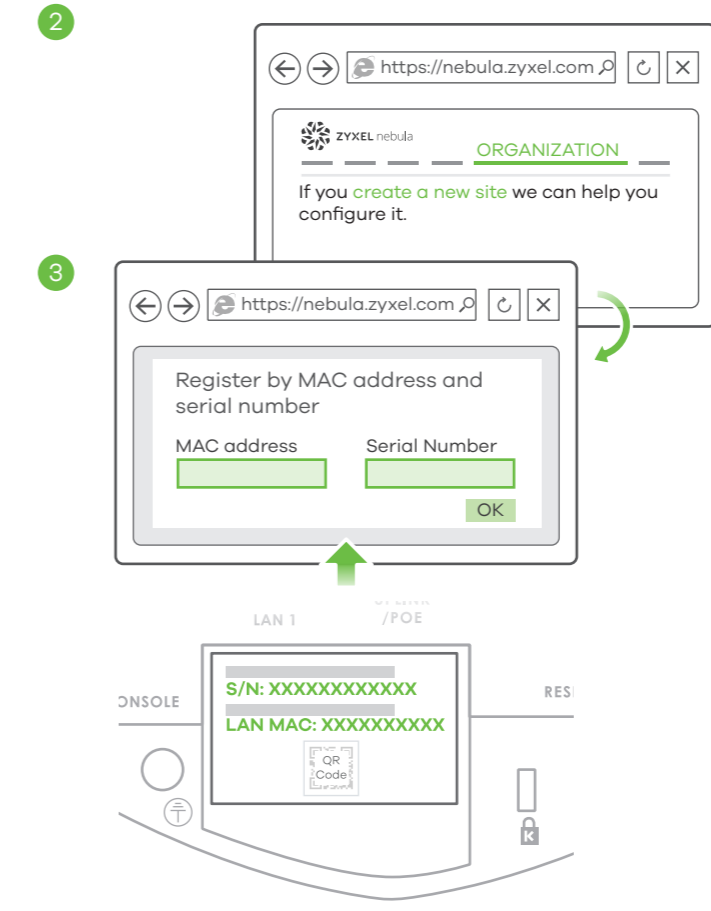 2
https://nebula.zyxel.com
ZYXEL nebula
ORGANIZATION
If you create a new site we can help you
configure it.
3
https://nebula.zyxel.com
Register by MAC address and
serial number
MAC address Serial Number
OK
LAN 1
/POE
S/N: XXXXXXXXXXXX
ONSOLE
RES
LAN MAC: XXXXXXXXXX
QR
Code
K